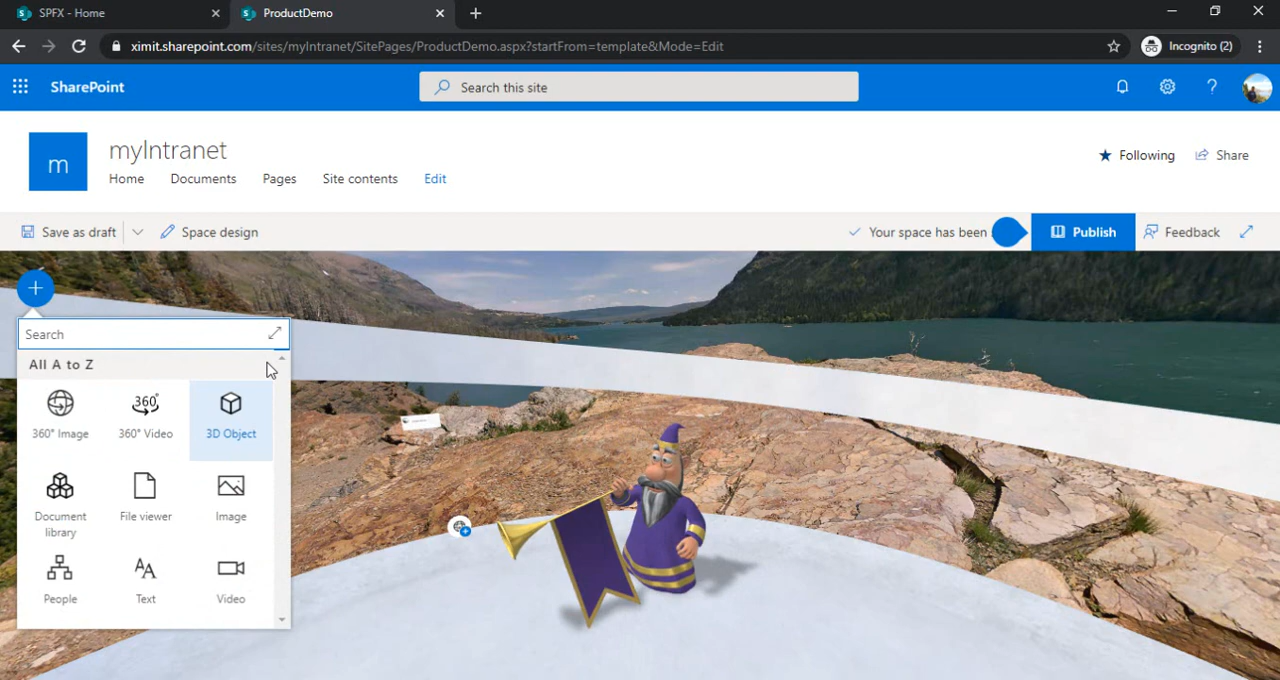 SPFX - Home
ProductDemo
ximit.sharepoint.com/sites/myIntranet/SitePages/ProductDemo.aspx?startFrom=template&Mode=Edit
Incognito (2)
SharePoint
Search this site
m
myIntranet
Home Documents Pages Site contents Edit
Following
Share
Save as draft
Space design
Your space has been
Publish
Feedback
Search
All A to Z
360° Image
360° Video
3D Object
Document library
File viewer
Image
People
Text
Video